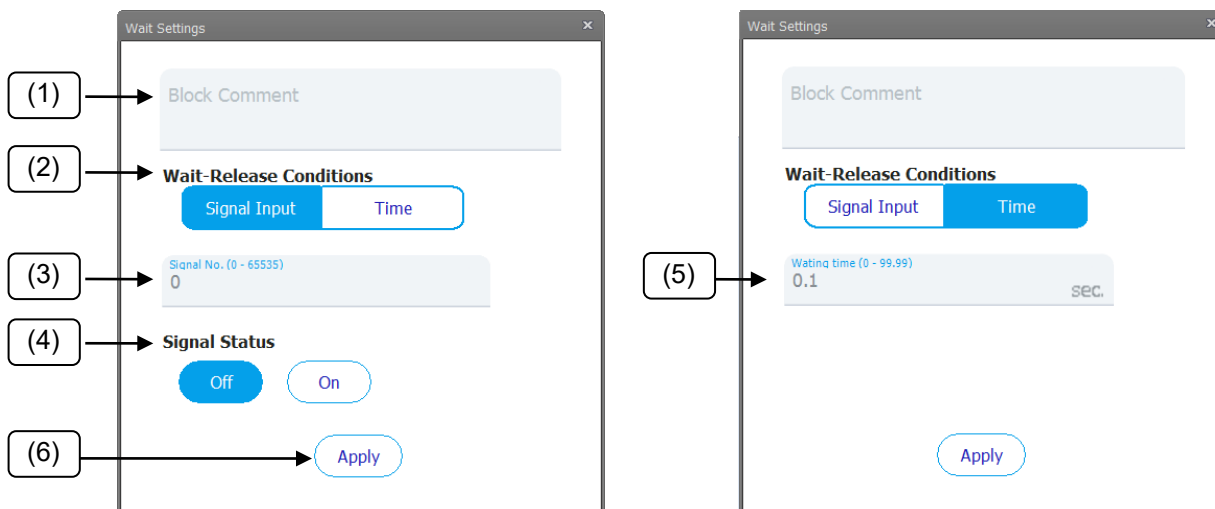 Wait Settings ×
(1)
Block Comment
(2)
Wait-Release Conditions
Signal Input Time
(3)
Signal No. (0 - 65535)
0
(4)
Signal Status
Off On
(6)
Apply
Wait Settings ×
Block Comment
Wait-Release Conditions
Signal Input Time
(5)
Wating time (0 - 99.99)
0.1
sec.
Apply